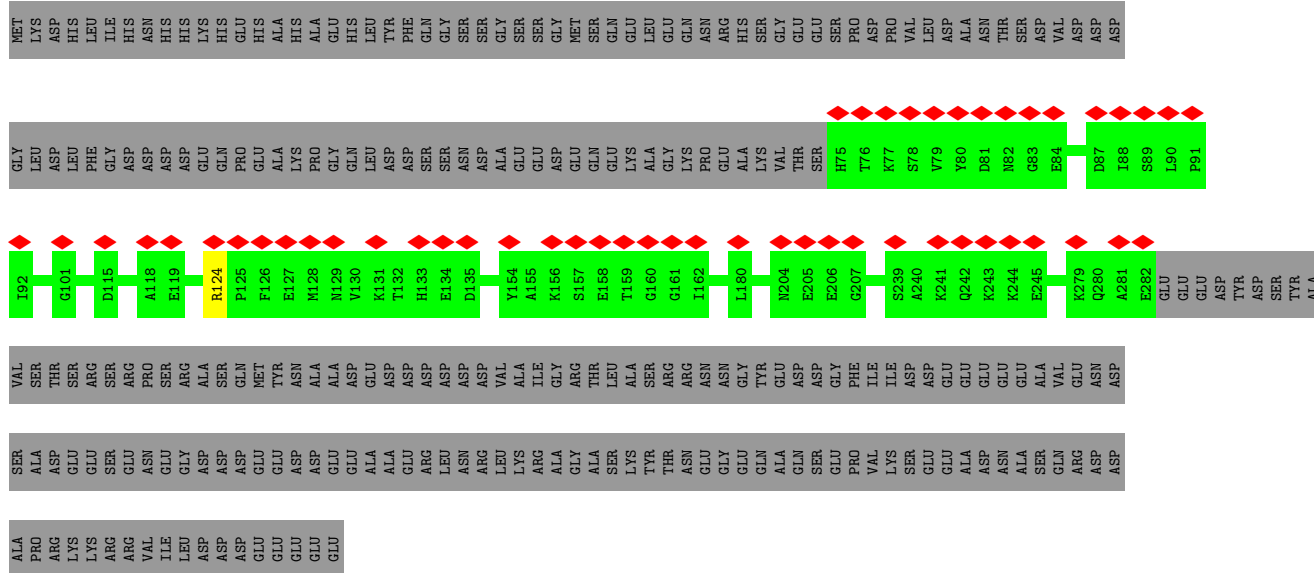 MET LYS ASP HIS LEU ILE HIS ASN HIS HIS LYS HIS GLU HIS ALA HIS ALA GLU HIS LEU TYR PHE GLN GLY SER SER GLY SER SER GLY MET SER GLN GLU LEU GLU GLN ASN ARG HIS SER GLY GLU GLU SER PRO ASP PRO VAL LEU ASP ALA ASN THR SER ASP VAL ASP ASP ASP
GLY LEU ASP LEU PHE GLY ASP ASP ASP ASP GLU GLN PRO GLU ALA LYS PRO GLY GLN LEU ASP ASP SER SER ASN ASP ALA GLU GLU ASP GLU GLN GLU LYS ALA GLY LYS PRO GLU ALA LYS VAL THR SER H75 T76 K77 S78 V79 Y80 D81 N82 G83 E84 D87 I88 S89 L90 P91
I92 G101 D115 A118 E119 R124 P125 F126 E127 M128 N129 V130 K131 T132 H133 E134 D135 Y154 A155 K156 S157 E158 T159 G160 G161 I162 L180 N204 E205 E206 G207 S239 A240 K241 Q242 K243 K244 E245 K279 Q280 A281 E282 GLU GLU GLU ASP TYR ASP SER TYR ALA
VAL SER THR SER ARG SER ARG PRO SER ARG ALA SER GLN MET TYR ASN ALA ALA ASP GLU ASP ASP ASP ASP ASP ASP VAL ALA ILE GLY ARG THR LEU ALA SER ARG ARG ASN ASN GLY TYR GLU ASP ASP GLY PHE ILE ILE ASP ASP GLU GLU GLU GLU GLU ALA VAL GLU ASN ASP
SER ALA ASP GLU GLU SER GLU ASN GLU GLY ASP ASP ASP GLU GLU ASP ASP GLU GLU ALA ALA GLU ARG LEU ASN ARG LEU LYS ARG ALA GLY ALA SER LYS TYR THR ASN GLU GLY GLU GLN ALA GLN SER GLU PRO VAL LYS SER GLU GLU ALA ASP ASN ALA SER GLN ARG ASP ASP
ALA PRO ARG LYS LYS ARG ARG VAL ILE LEU ASP ASP ASP GLU GLU GLU GLU GLU